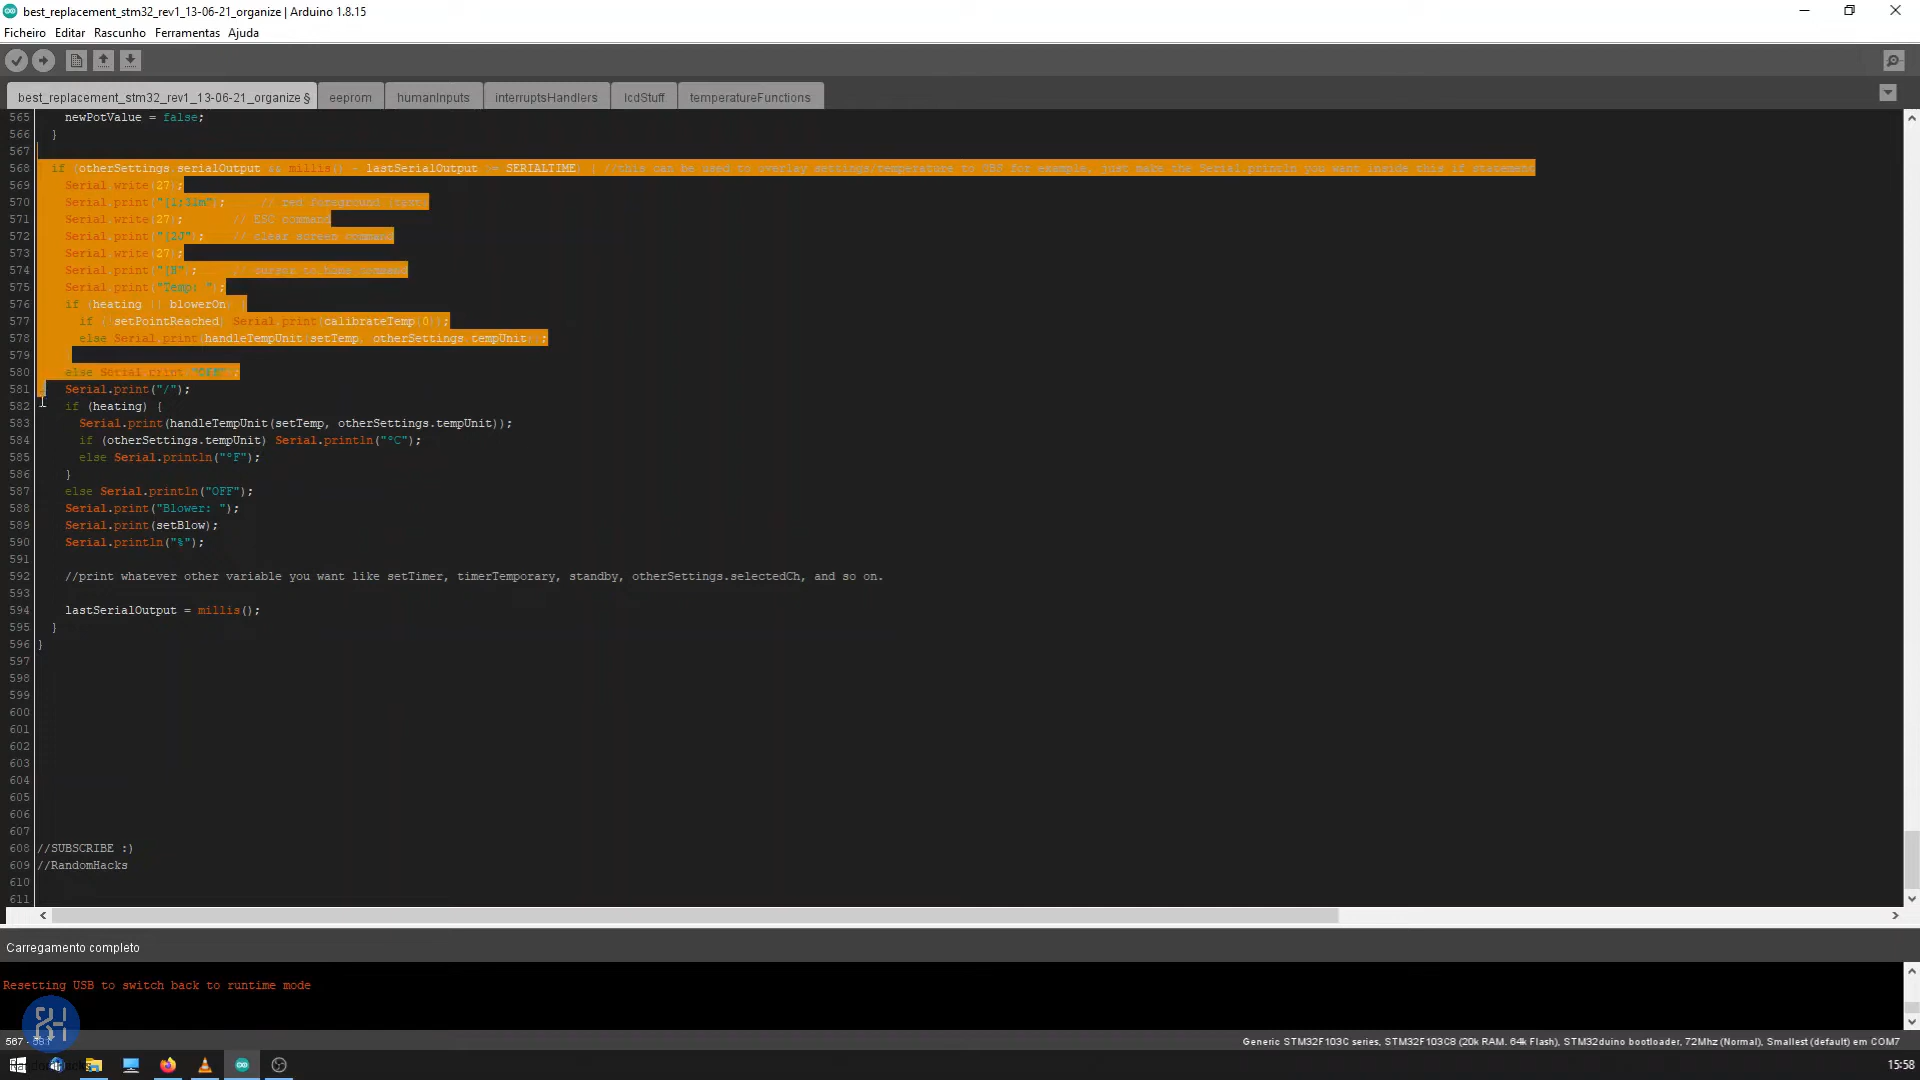 best_replacement_stm32_rev1_13-06-21_organize | Arduino 1.8.15
Ficheiro Editar Rascunho Ferramentas Ajuda
best_replacement_stm32_rev1_13-06-21_organize § eeprom humanInputs interruptsHandlers lcdStuff temperatureFunctions
565 newPotValue = false;
566 }
567
568 if (otherSettings.serialOutput && millis() - lastSerialOutput >= SERIALTIME) { //this can be used to overlay settings/temperature to OBS for example, just make the Serial.println you want inside this if statement
569 Serial.write(27);
570 Serial.print("[1;31m"); // red foreground (text)
571 Serial.write(27); // ESC command
572 Serial.print("[2J"); // clear screen command
573 Serial.write(27);
574 Serial.print("[H"); // cursor to home command
575 Serial.print("Temp: ");
576 if (heating || blowerOn) {
577 if (!setPointReached) Serial.print(calibrateTemp(0));
578 else Serial.print(handleTempUnit(setTemp, otherSettings.tempUnit));
579
580 else Serial.print("OFF");
581 Serial.print("/");
582 if (heating) {
583 Serial.print(handleTempUnit(setTemp, otherSettings.tempUnit));
584 if (otherSettings.tempUnit) Serial.println("°C");
585 else Serial.println("°F");
586 }
587 else Serial.println("OFF");
588 Serial.print("Blower: ");
589 Serial.print(setBlow);
590 Serial.println("%");
591
592 //print whatever other variable you want like setTimer, timerTemporary, standby, otherSettings.selectedCh, and so on.
593
594 lastSerialOutput = millis();
595 }
596 }
597
598
599
600
601
602
603
604
605
606
607
608 //SUBSCRIBE :)
609 //RandomHacks
610
611
Carregamento completo
Resetting USB to switch back to runtime mode
567 -
Generic STM32F103C series, STM32F103C8 (20k RAM. 64k Flash), STM32duino bootloader, 72Mhz (Normal), Smallest (default) em COM7
15:58